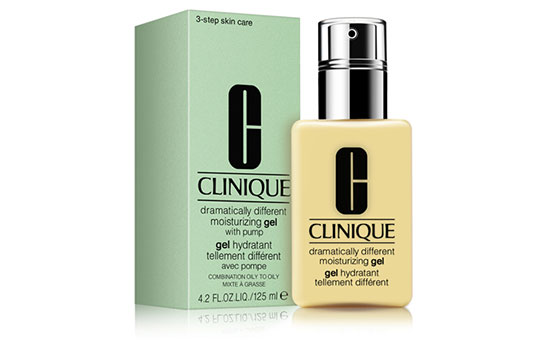 3-step skin care
C
CLINIQUE
dramatically different
moisturizing gel
with pump
gel hydratant
tellement différent
avec pompe
COMBINATION OILY TO OILY
MIXTE À GRASSE
4.2 FL.OZ.LIQ./125 ml e
C
CLINIQUE
dramatically different
moisturizing gel
gel hydratant
tellement différent